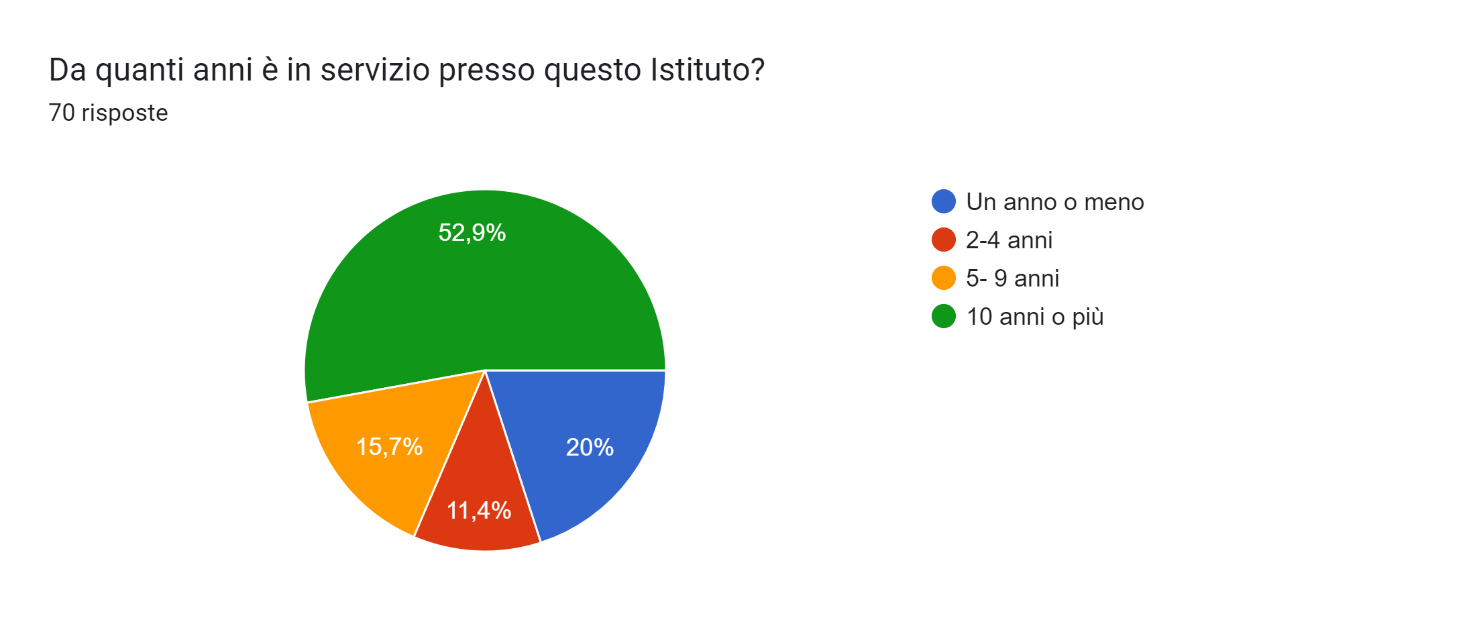 Da quanti anni è in servizio presso questo Istituto?
70 risposte
52,9%
15,7%
11,4%
20%
Un anno o meno
2-4 anni
5- 9 anni
10 anni o più